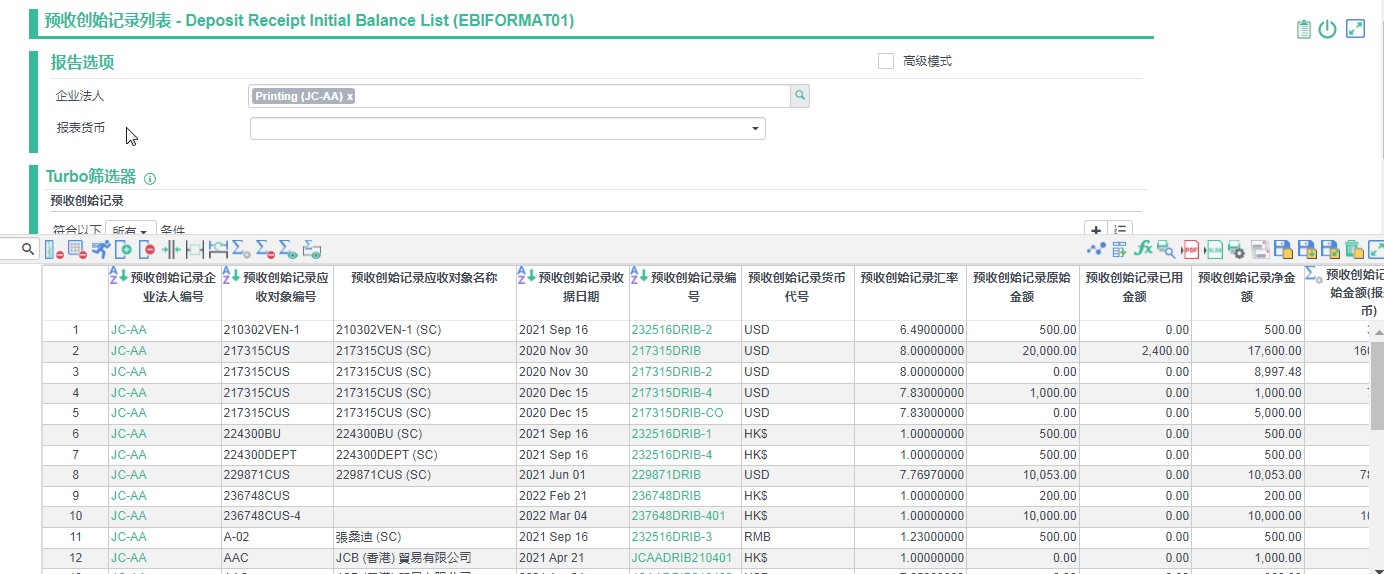 预收创始记录列表 - Deposit Receipt Initial Balance List (EBIFORMAT01)
报告选项
高级模式
企业法人 Printing (JC-AA) x
报表货币
Turbo筛选器
预收创始记录
符合以下 所有 条件
预收创始记录企业法人编号 预收创始记录应收对象编号 预收创始记录应收对象名称 预收创始记录收据日期 预收创始记录编号 预收创始记录货币代号 预收创始记录汇率 预收创始记录原始金额 预收创始记录已用金额 预收创始记录净金额
1 JC-AA 210302VEN-1 210302VEN-1 (SC) 2021 Sep 16 232516DRIB-2 USD 6.49000000 500.00 0.00 500.00
2 JC-AA 217315CUS 217315CUS (SC) 2020 Nov 30 217315DRIB USD 8.00000000 20,000.00 2,400.00 17,600.00
3 JC-AA 217315CUS 217315CUS (SC) 2020 Nov 30 217315DRIB-2 USD 8.00000000 0.00 0.00 8,997.48
4 JC-AA 217315CUS 217315CUS (SC) 2020 Dec 15 217315DRIB-4 USD 7.83000000 1,000.00 0.00 1,000.00
5 JC-AA 217315CUS 217315CUS (SC) 2020 Dec 15 217315DRIB-CO USD 7.83000000 0.00 0.00 5,000.00
6 JC-AA 224300BU 224300BU (SC) 2021 Sep 16 232516DRIB-1 HK$ 1.00000000 500.00 0.00 500.00
7 JC-AA 224300DEPT 224300DEPT (SC) 2021 Sep 16 232516DRIB-4 HK$ 1.00000000 500.00 0.00 500.00
8 JC-AA 229871CUS 229871CUS (SC) 2021 Jun 01 229871DRIB USD 7.76970000 10,053.00 0.00 10,053.00
9 JC-AA 236748CUS 2022 Feb 21 236748DRIB HK$ 1.00000000 200.00 0.00 200.00
10 JC-AA 236748CUS-4 2022 Mar 04 237648DRIB-401 HK$ 1.00000000 10,000.00 0.00 10,000.00
11 JC-AA A-02 張桑迪 (SC) 2021 Sep 16 232516DRIB-3 RMB 1.23000000 500.00 0.00 500.00
12 JC-AA AAC JCB (香港) 貿易有限公司 2021 Apr 21 JCAADRIB210401 HK$ 1.00000000 0.00 0.00 1,000.00